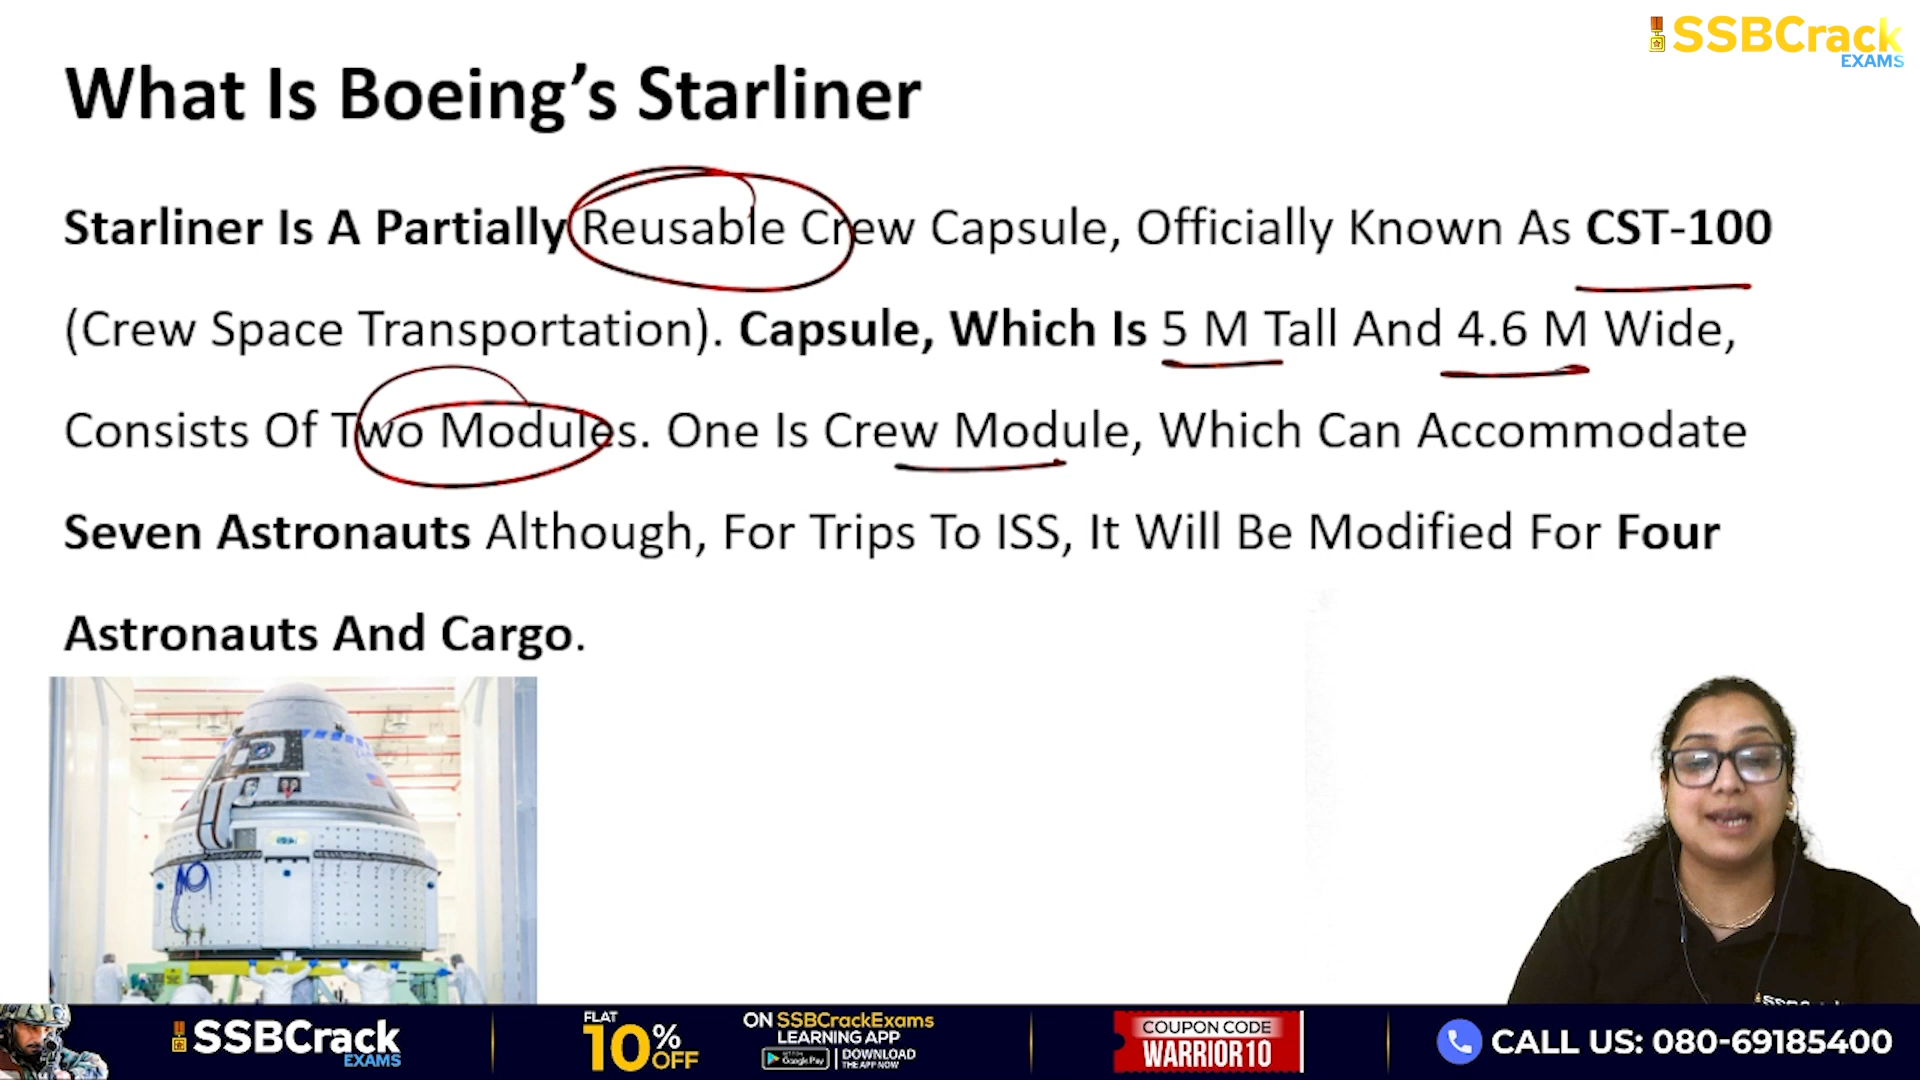 SSBCrack
EXAMS
What Is Boeing’s Starliner
Starliner Is A Partially Reusable Crew Capsule, Officially Known As CST-100
(Crew Space Transportation). Capsule, Which Is 5 M Tall And 4.6 M Wide,
Consists Of Two Modules. One Is Crew Module, Which Can Accommodate
Seven Astronauts Although, For Trips To ISS, It Will Be Modified For Four
Astronauts And Cargo.
SSBCrack
EXAMS
FLAT
10% OFF
ON SSBCrackExams
LEARNING APP
Google Play
DOWNLOAD
THE APP NOW
COUPON CODE
WARRIOR10
CALL US: 080-69185400